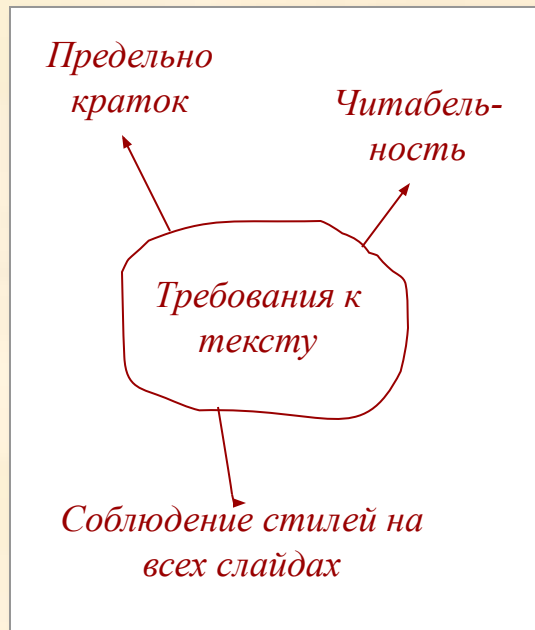 Предельно
краток
Читабель-
ность
Требования к
тексту
Соблюдение стилей на
всех слайдах